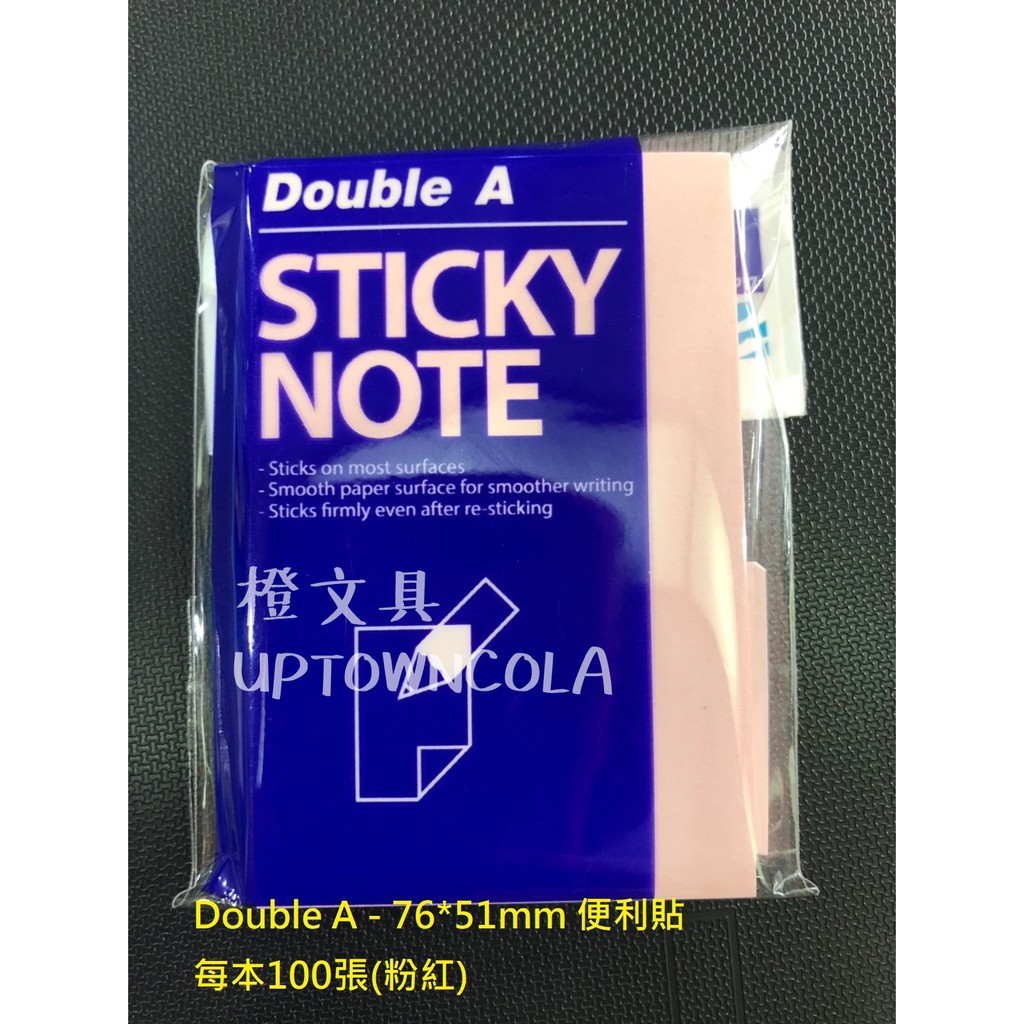 Double A
STICKY
NOTE
- Sticks on most surfaces
- Smooth paper surface for smoother writing
- Sticks firmly even after re-sticking
橙文具
UPTOWNCOLA
Double A - 76*51mm 便利貼
每本100張(粉紅)